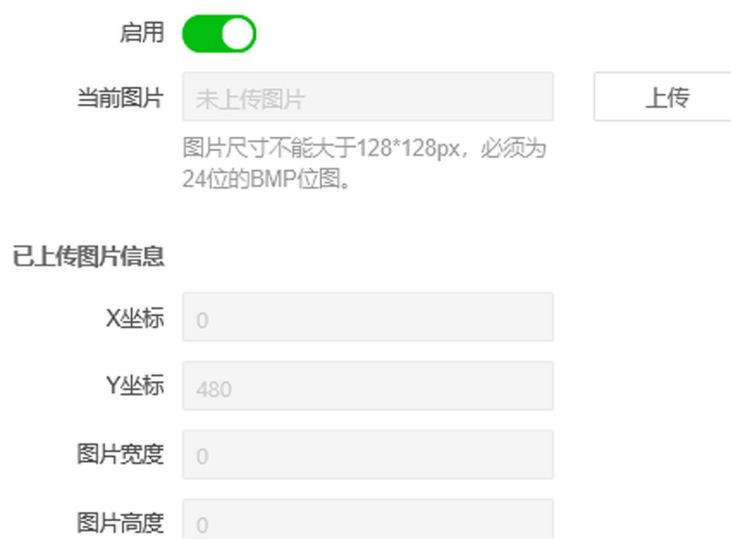 启用
当前图片 未上传图片 上传
图片尺寸不能大于128*128px，必须为
24位的BMP位图。
已上传图片信息
X坐标 0
Y坐标 480
图片宽度 0
图片高度 0